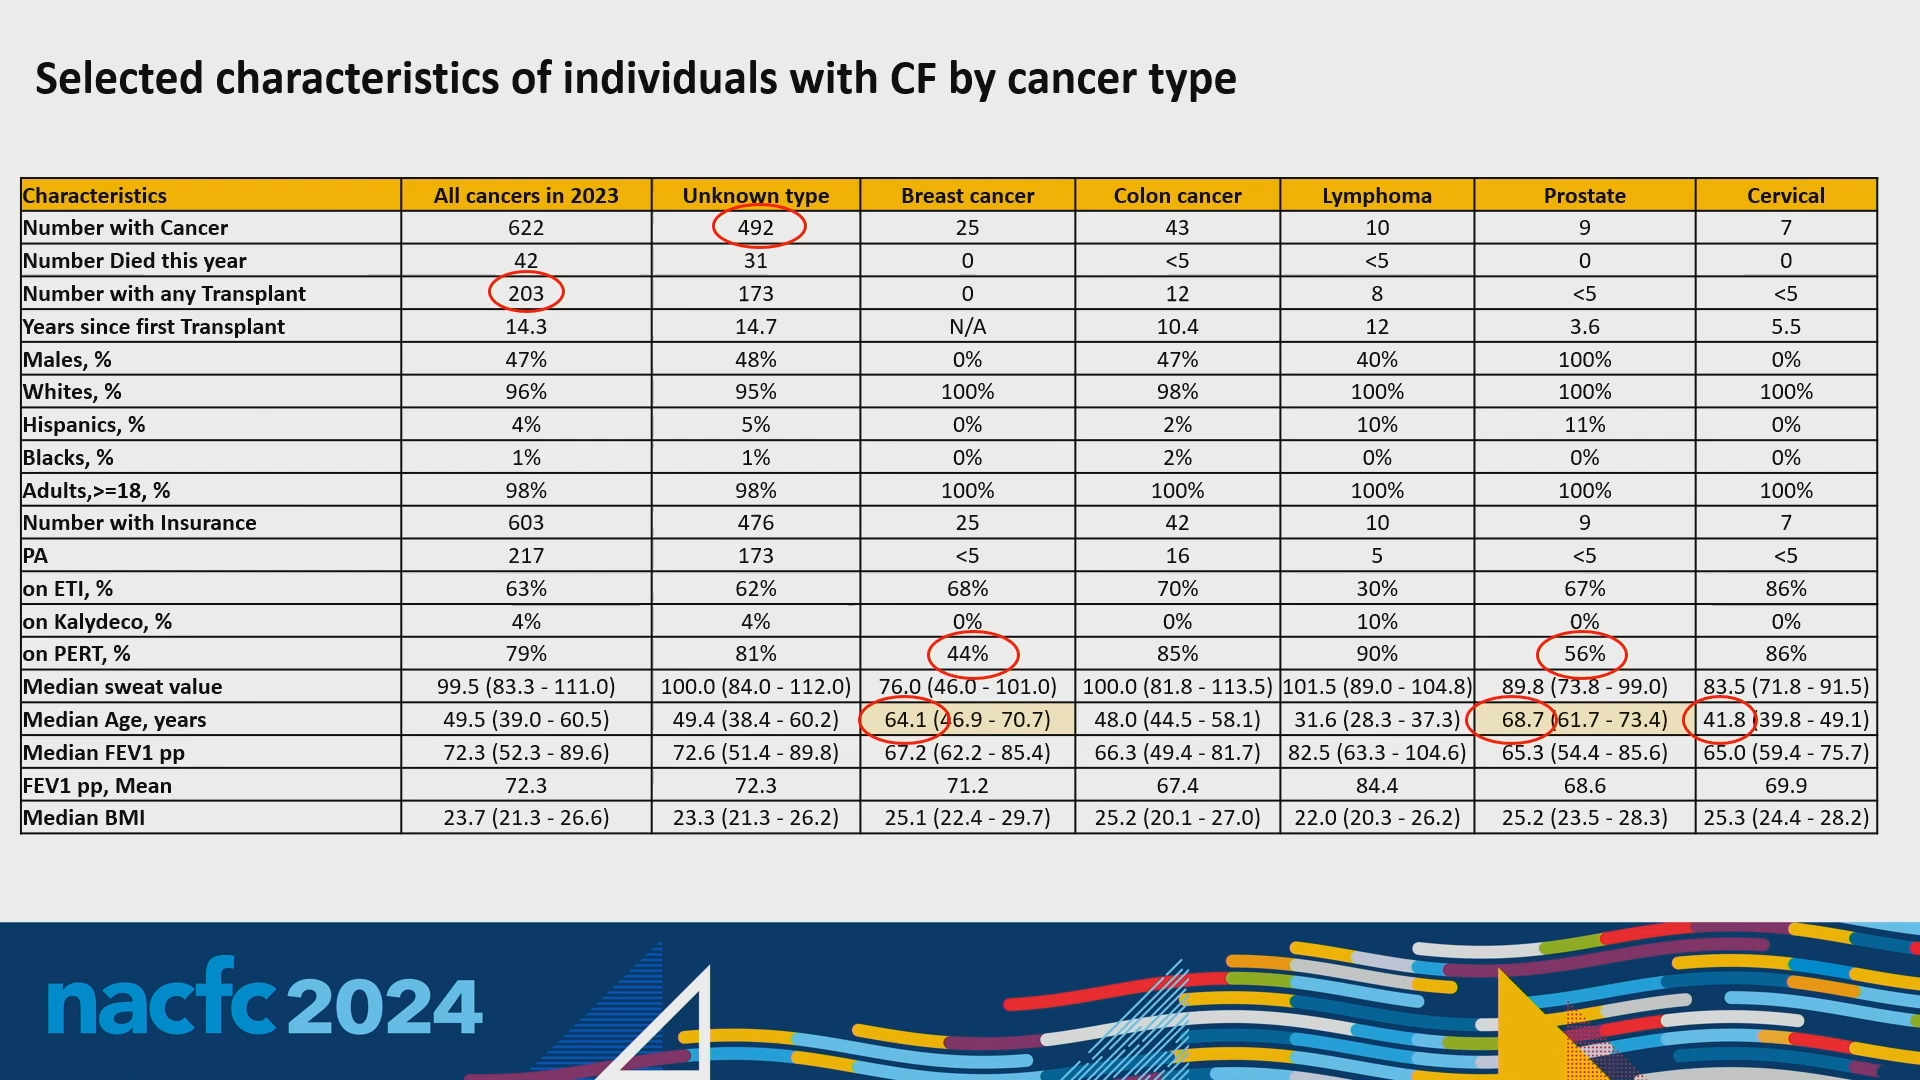 Selected characteristics of individuals with CF by cancer type
Characteristics All cancers in 2023 Unknown type Breast cancer Colon cancer Lymphoma Prostate Cervical
Number with Cancer 622 492 25 43 10 9 7
Number Died this year 42 31 0 <5 <5 0 0
Number with any Transplant 203 173 0 12 8 <5 <5
Years since first Transplant 14.3 14.7 N/A 10.4 12 3.6 5.5
Males, % 47% 48% 0% 47% 40% 100% 0%
Whites, % 96% 95% 100% 98% 100% 100% 100%
Hispanics, % 4% 5% 0% 2% 10% 11% 0%
Blacks, % 1% 1% 0% 2% 0% 0% 0%
Adults,>=18, % 98% 98% 100% 100% 100% 100% 100%
Number with Insurance 603 476 25 42 10 9 7
PA 217 173 <5 16 5 <5 <5
on ETI, % 63% 62% 68% 70% 30% 67% 86%
on Kalydeco, % 4% 4% 0% 0% 10% 0% 0%
on PERT, % 79% 81% 44% 85% 90% 56% 86%
Median sweat value 99.5 (83.3 - 111.0) 100.0 (84.0 - 112.0) 76.0 (46.0 - 101.0) 100.0 (81.8 - 113.5) 101.5 (89.0 - 104.8) 89.8 (73.8 - 99.0) 83.5 (71.8 - 91.5)
Median Age, years 49.5 (39.0 - 60.5) 49.4 (38.4 - 60.2) 64.1 (46.9 - 70.7) 48.0 (44.5 - 58.1) 31.6 (28.3 - 37.3) 68.7 (61.7 - 73.4) 41.8 (39.8 - 49.1)
Median FEV1 pp 72.3 (52.3 - 89.6) 72.6 (51.4 - 89.8) 67.2 (62.2 - 85.4) 66.3 (49.4 - 81.7) 82.5 (63.3 - 104.6) 65.3 (54.4 - 85.6) 65.0 (59.4 - 75.7)
FEV1 pp, Mean 72.3 72.3 71.2 67.4 84.4 68.6 69.9
Median BMI 23.7 (21.3 - 26.6) 23.3 (21.3 - 26.2) 25.1 (22.4 - 29.7) 25.2 (20.1 - 27.0) 22.0 (20.3 - 26.2) 25.2 (23.5 - 28.3) 25.3 (24.4 - 28.2)
nacfc 2024